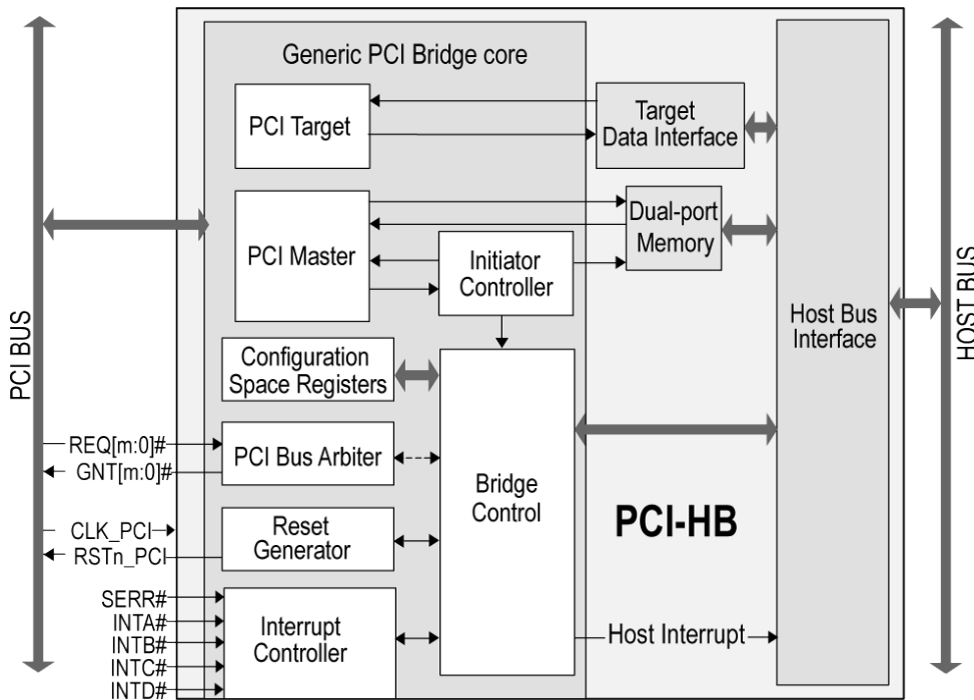 Generic PCI Bridge core
PCI Target
Target
Data Interface
PCI Master
Dual-port
Memory
Initiator
Controller
Host Bus
Interface
PCI BUS
HOST BUS
Configuration
Space Registers
REQ[m:0]#
GNT[m:0]#
PCI Bus Arbiter
Bridge
Control
PCI-HB
CLK_PCI
RSTn_PCI
Reset
Generator
SERR#
INTA#
INTB#
INTC#
INTD#
Interrupt
Controller
Host Interrupt